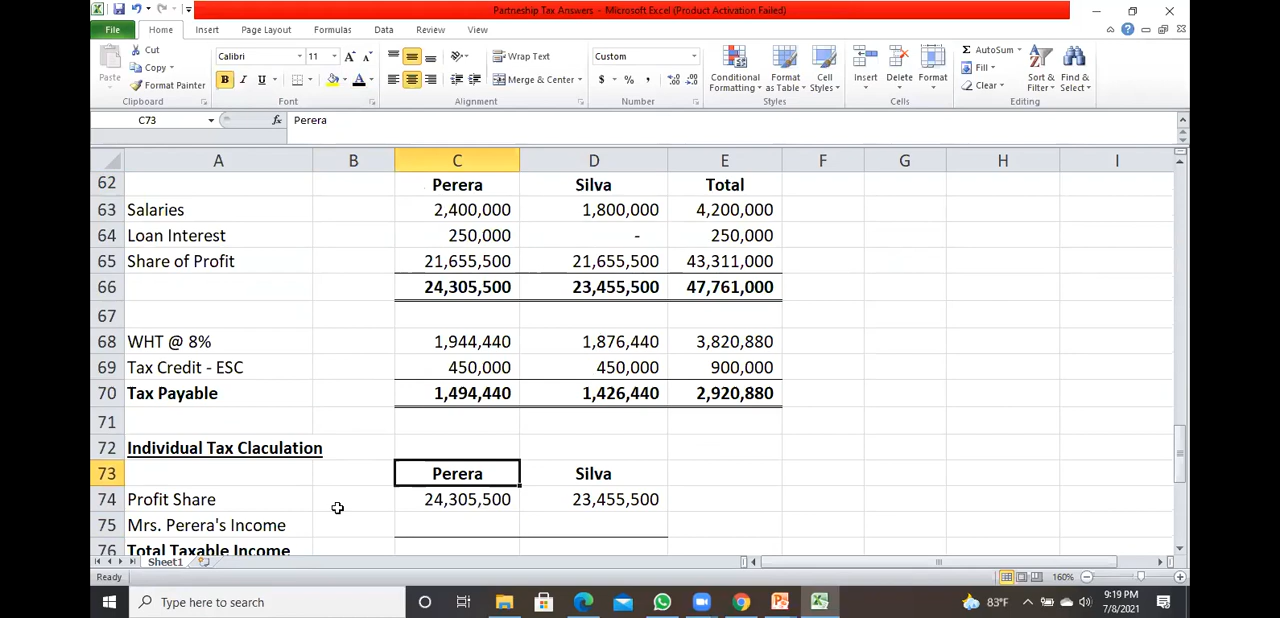 Partneship Tax Answers - Microsoft Excel (Product Activation Failed)
File Home Insert Page Layout Formulas Data Review View
Cut
Copy
Format Painter
Paste
Clipboard
Calibri 11
B I U
Font
Wrap Text
Merge & Center
Alignment
Custom
$ % ,
Number
Conditional Formatting
Format as Table
Cell Styles
Styles
Insert Delete Format
Cells
Σ AutoSum
Fill
Clear
Sort & Filter
Find & Select
Editing
C73 fx Perera
A B C D E F G H I
62 Perera Silva Total
63 Salaries 2,400,000 1,800,000 4,200,000
64 Loan Interest 250,000 - 250,000
65 Share of Profit 21,655,500 21,655,500 43,311,000
66 24,305,500 23,455,500 47,761,000
67
68 WHT @ 8% 1,944,440 1,876,440 3,820,880
69 Tax Credit - ESC 450,000 450,000 900,000
70 Tax Payable 1,494,440 1,426,440 2,920,880
71
72 Individual Tax Claculation
73 Perera Silva
74 Profit Share 24,305,500 23,455,500
75 Mrs. Perera's Income
76 Total Taxable Income
Sheet1
Ready 160%
Type here to search
83°F
9:19 PM
7/8/2021